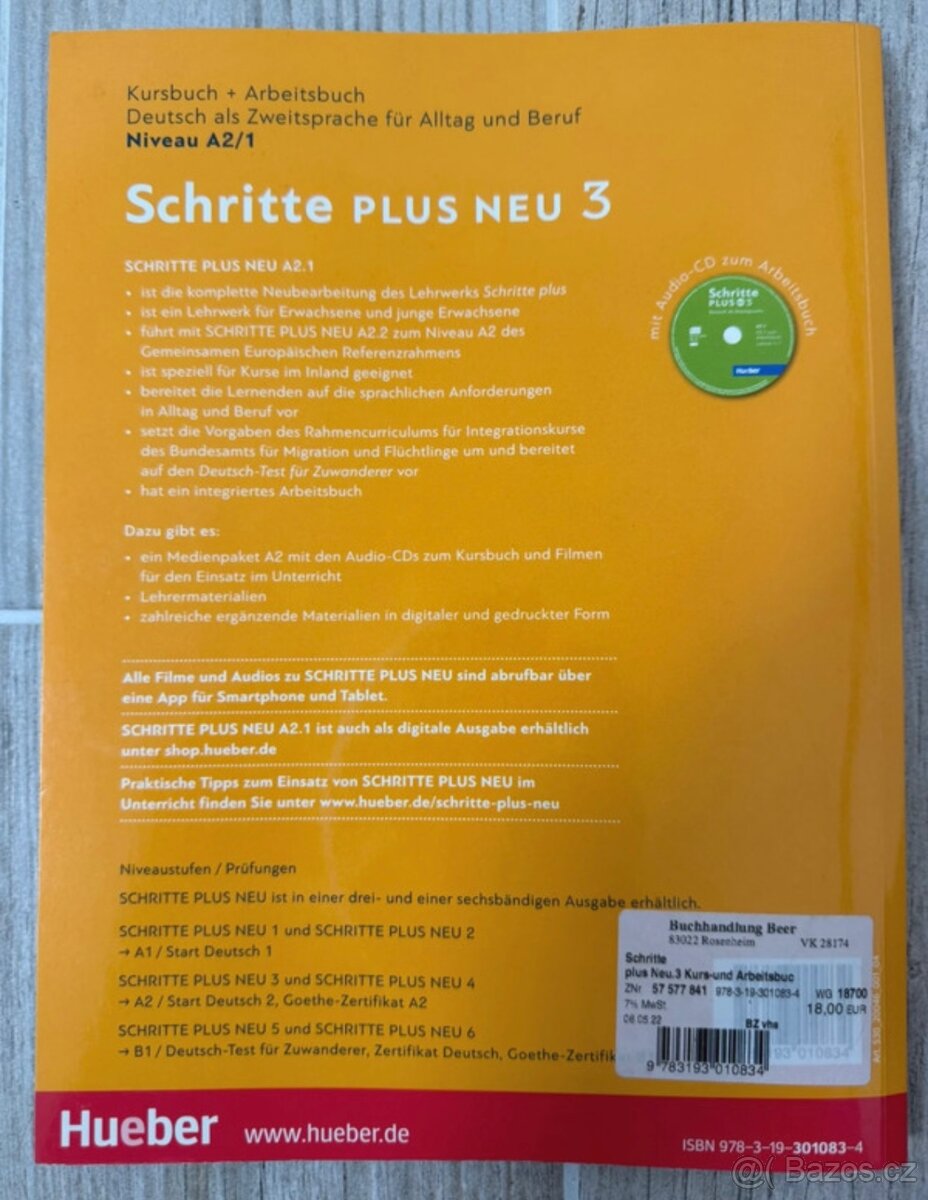 Kursbuch + Arbeitsbuch
Deutsch als Zweitsprache für Alltag und Beruf
Niveau A2/1
Schritte PLUS NEU 3
SCHRITTE PLUS NEU A2.1
• ist die komplette Neubearbeitung des Lehrwerks Schritte plus
• ist ein Lehrwerk für Erwachsene und junge Erwachsene
• führt mit SCHRITTE PLUS NEU A2.2 zum Niveau A2 des
Gemeinsamen Europäischen Referenzrahmens
• ist speziell für Kurse im Inland geeignet
• bereitet die Lernenden auf die sprachlichen Anforderungen
in Alltag und Beruf vor
• setzt die Vorgaben des Rahmencurriculums für Integrationskurse
des Bundesamts für Migration und Flüchtlinge um und bereitet
auf den Deutsch-Test für Zuwanderer vor
• hat ein integriertes Arbeitsbuch
mit Audio-CD zum Arbeitsbuch
Schritte
PLUS NEU 3
Hueber
Dazu gibt es:
• ein Medienpaket A2 mit den Audio-CDs zum Kursbuch und Filmen
für den Einsatz im Unterricht
• Lehrermaterialien
• zahlreiche ergänzende Materialien in digitaler und gedruckter Form
Alle Filme und Audios zu SCHRITTE PLUS NEU sind abrufbar über
eine App für Smartphone und Tablet.
SCHRITTE PLUS NEU A2.1 ist auch als digitale Ausgabe erhältlich
unter shop.hueber.de
Praktische Tipps zum Einsatz von SCHRITTE PLUS NEU im
Unterricht finden Sie unter www.hueber.de/schritte-plus-neu
Niveaustufen / Prüfungen
SCHRITTE PLUS NEU ist in einer drei- und einer sechsbändigen Ausgabe erhältlich.
SCHRITTE PLUS NEU 1 und SCHRITTE PLUS NEU 2
→ A1 / Start Deutsch 1
SCHRITTE PLUS NEU 3 und SCHRITTE PLUS NEU 4
→ A2 / Start Deutsch 2, Goethe-Zertifikat A2
SCHRITTE PLUS NEU 5 und SCHRITTE PLUS NEU 6
→ B1 / Deutsch-Test für Zuwanderer, Zertifikat Deutsch, Goethe-Zertifik
Buchhandlung Beer
83022 Rosenheim VK 28174
Schritte
plus Neu.3 Kurs-und Arbeitsbuc
ZNr 57 577 841 978-3-19-301083-4 WG 18700
7% MwSt 18,00 EUR
08.05.22 BZ vha
9 783193 010834
Hueber www.hueber.de
ISBN 978-3-19-301083-4
@( Bazos.cz